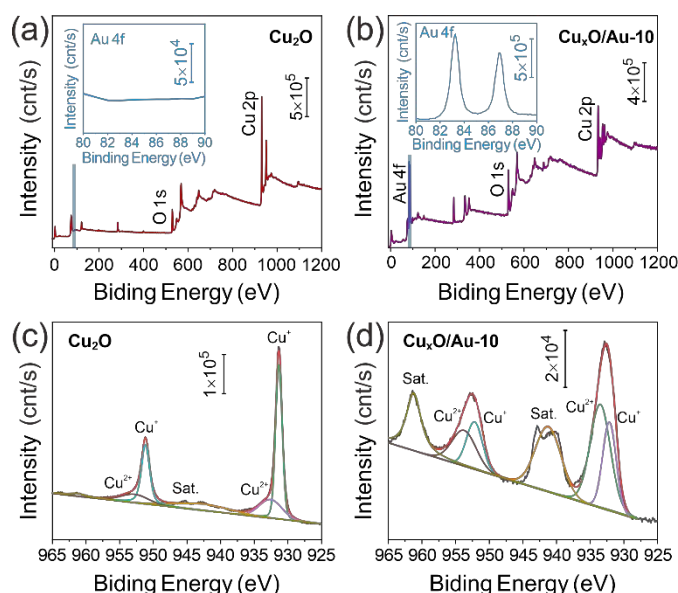 (a)
Au 4f
5×10⁴
Cu₂O
Intensity (cnt/s)
80 82 84 86 88 90
Binding Energy (eV)
5×10⁵
Cu 2p
O 1s
Intensity (cnt/s)
0 200 400 600 800 1000 1200
Biding Energy (eV)
(b)
Au 4f
5×10⁵
CuₓO/Au-10
Intensity (cnt/s)
80 82 84 86 88 90
Binding Energy (eV)
4×10⁵
Cu 2p
Au 4f
O 1s
Intensity (cnt/s)
0 200 400 600 800 1000 1200
Biding Energy (eV)
(c)
Cu₂O
1×10⁵
Cu⁺
Cu⁺
Cu²⁺
Sat.
Cu²⁺
Intensity (cnt/s)
965 960 955 950 945 940 935 930 925
Biding Energy (eV)
(d)
CuₓO/Au-10
2×10⁴
Sat.
Cu²⁺
Cu⁺
Sat.
Cu²⁺
Cu⁺
Intensity (cnt/s)
965 960 955 950 945 940 935 930 925
Biding Energy (eV)